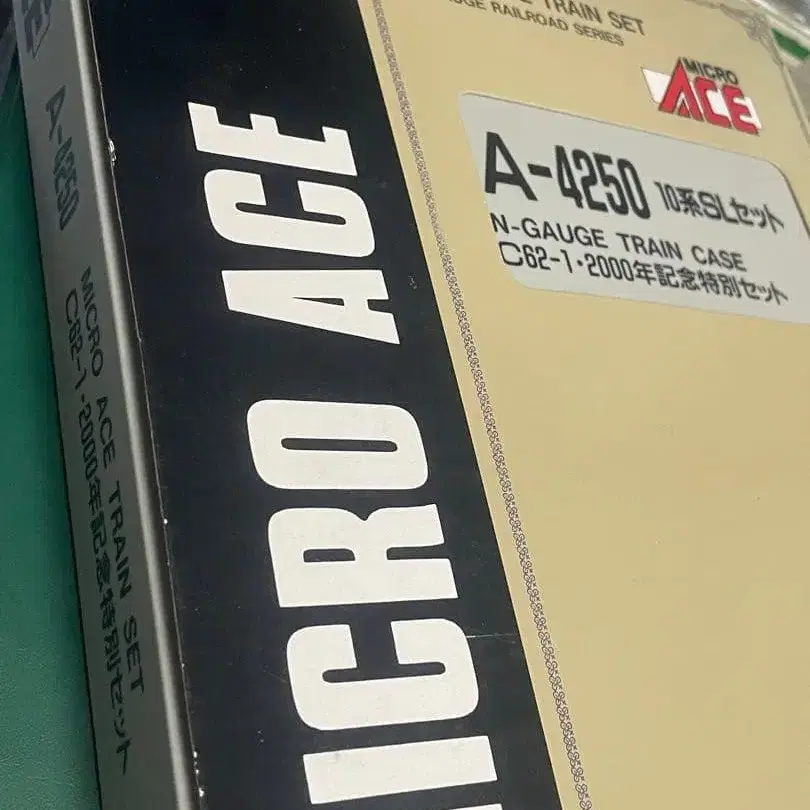 TRAIN SET
RAILROAD SERIES
MICRO
ACE
A-4250 10系SLセット
N-GAUGE TRAIN CASE
C62-1・2000年記念特別セット
MICRO ACE
A-4250
MICRO ACE TRAIN SET
C62-1・2000年記念特別セット